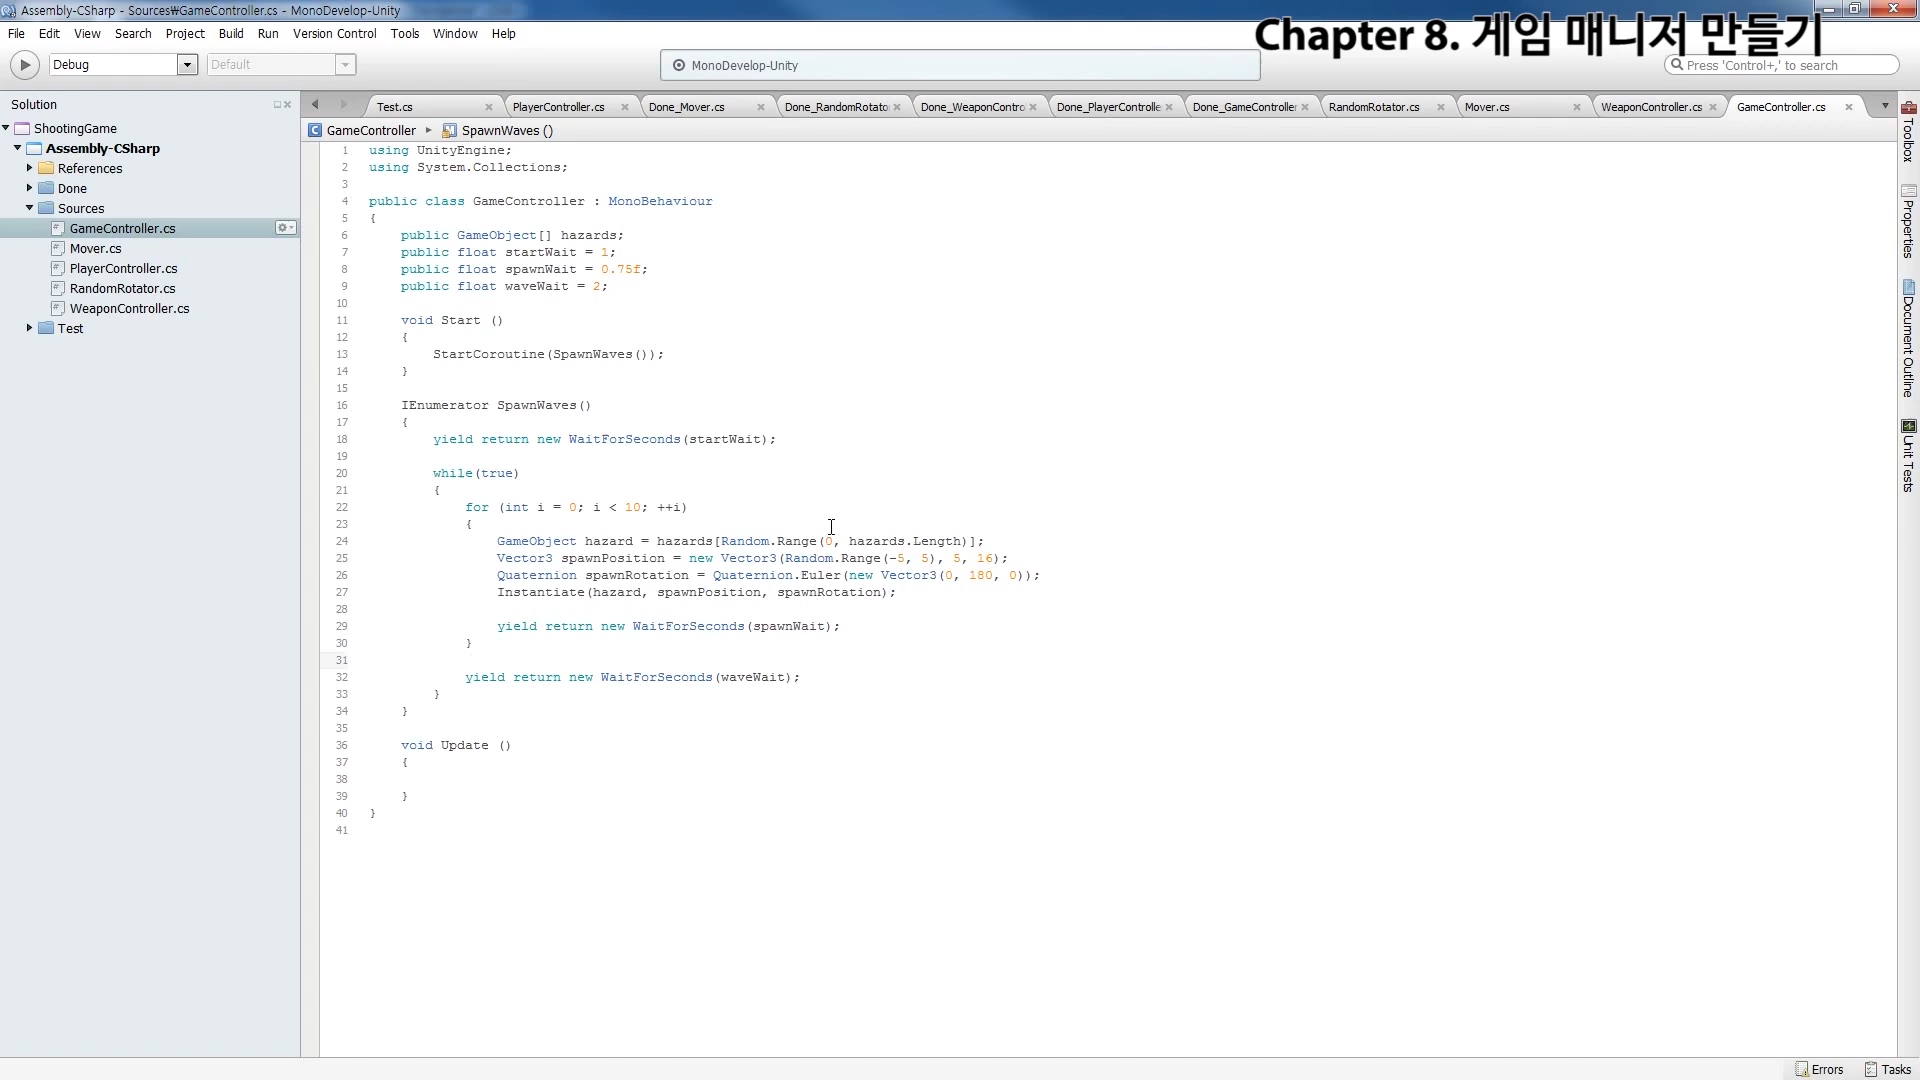 Assembly-CSharp - Sources₩GameController.cs - MonoDevelop-Unity
Chapter 8. 게임 매니저 만들기
File Edit View Search Project Build Run Version Control Tools Window Help
Debug
Default
MonoDevelop-Unity
Press 'Control+,' to search
Solution
ShootingGame
Assembly-CSharp
References
Done
Sources
GameController.cs
Mover.cs
PlayerController.cs
RandomRotator.cs
WeaponController.cs
Test
Test.cs PlayerController.cs Done_Mover.cs Done_RandomRotato Done_WeaponContro Done_PlayerControlle Done_GameController RandomRotator.cs Mover.cs WeaponController.cs GameController.cs
GameController SpawnWaves ()
1 using UnityEngine;
2 using System.Collections;
3
4 public class GameController : MonoBehaviour
5 {
6 public GameObject[] hazards;
7 public float startWait = 1;
8 public float spawnWait = 0.75f;
9 public float waveWait = 2;
10
11 void Start ()
12 {
13 StartCoroutine(SpawnWaves());
14 }
15
16 IEnumerator SpawnWaves()
17 {
18 yield return new WaitForSeconds(startWait);
19
20 while(true)
21 {
22 for (int i = 0; i < 10; ++i)
23 {
24 GameObject hazard = hazards[Random.Range(0, hazards.Length)];
25 Vector3 spawnPosition = new Vector3(Random.Range(-5, 5), 5, 16);
26 Quaternion spawnRotation = Quaternion.Euler(new Vector3(0, 180, 0));
27 Instantiate(hazard, spawnPosition, spawnRotation);
28
29 yield return new WaitForSeconds(spawnWait);
30 }
31
32 yield return new WaitForSeconds(waveWait);
33 }
34 }
35
36 void Update ()
37 {
38
39 }
40 }
41
Toolbox
Properties
Document Outline
Unit Tests
Errors Tasks